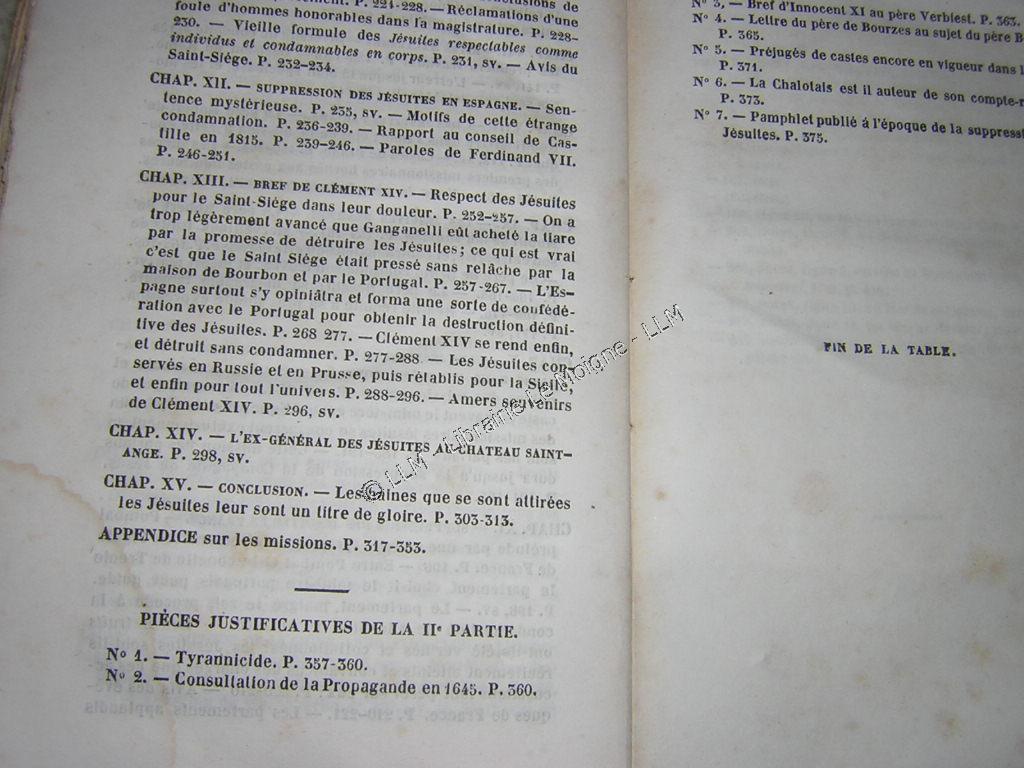 P. 221-228. — Réclamations d'une
foule d'hommes honorables dans la magistrature. P. 228-
230. — Vieille formule des Jésuites respectables comme
individus et condamnables en corps. P. 231, sv. — Avis du
Saint-Siége. P. 232-234.
CHAP. XII. — SUPPRESSION DES JÉSUITES EN ESPAGNE. — Sen-
tence mystérieuse. P. 235, sv. — Motifs de cette étrange
condamnation. P. 236-239. — Rapport au conseil de Cas-
tille en 1815. P. 239-246. — Paroles de Ferdinand VII.
P. 246-251.
CHAP. XIII. — BREF DE CLÉMENT XIV. — Respect des Jésuites
pour le Saint-Siége dans leur douleur. P. 252-257. — On a
trop légèrement avancé que Ganganelli eût acheté la tiare
par la promesse de détruire les Jésuites; ce qui est vrai
c'est que le Saint Siége était pressé sans relâche par la
maison de Bourbon et par le Portugal. P. 257-267. — L'Es-
pagne surtout s'y opiniâtra et forma une sorte de confédé-
ration avec le Portugal pour obtenir la destruction défini-
tive des Jésuites. P. 268 277. — Clément XIV se rend enfin,
et détruit sans condamner. P. 277-288 — Les Jésuites con-
servés en Russie et en Prusse, puis rétablis pour la Sicile,
et enfin pour tout l'univers. P. 288-296. — Amers souvenirs
de Clément XIV. P. 296, sv.
CHAP. XIV. — L'EX-GÉNÉRAL DES JÉSUITES AU CHATEAU SAINT-
ANGE. P. 298, sv.
CHAP. XV. — CONCLUSION. — Les haines que se sont attirées
les Jésuites leur sont un titre de gloire. P. 303-313.
APPENDICE sur les missions. P. 317-353.
PIÈCES JUSTIFICATIVES DE LA IIe PARTIE.
No 1. — Tyrannicide. P. 357-360.
No 2. — Consultation de la Propagande en 1645. P. 360.
No 3, — Bref d'Innocent XI au père Verbiest. P. 363.
No 4. — Lettre du père de Bourzes au sujet du père B
P. 365.
No 5. — Préjugés de castes encore en vigueur dans l
P. 371.
No 6. — La Chalotais est il auteur de son compte-r
P. 373.
No 7. — Pamphlet publié à l'époque de la suppress
Jésuites. P. 375.
FIN DE LA TABLE.
© LLM - Librairie Le Moigne - LLM